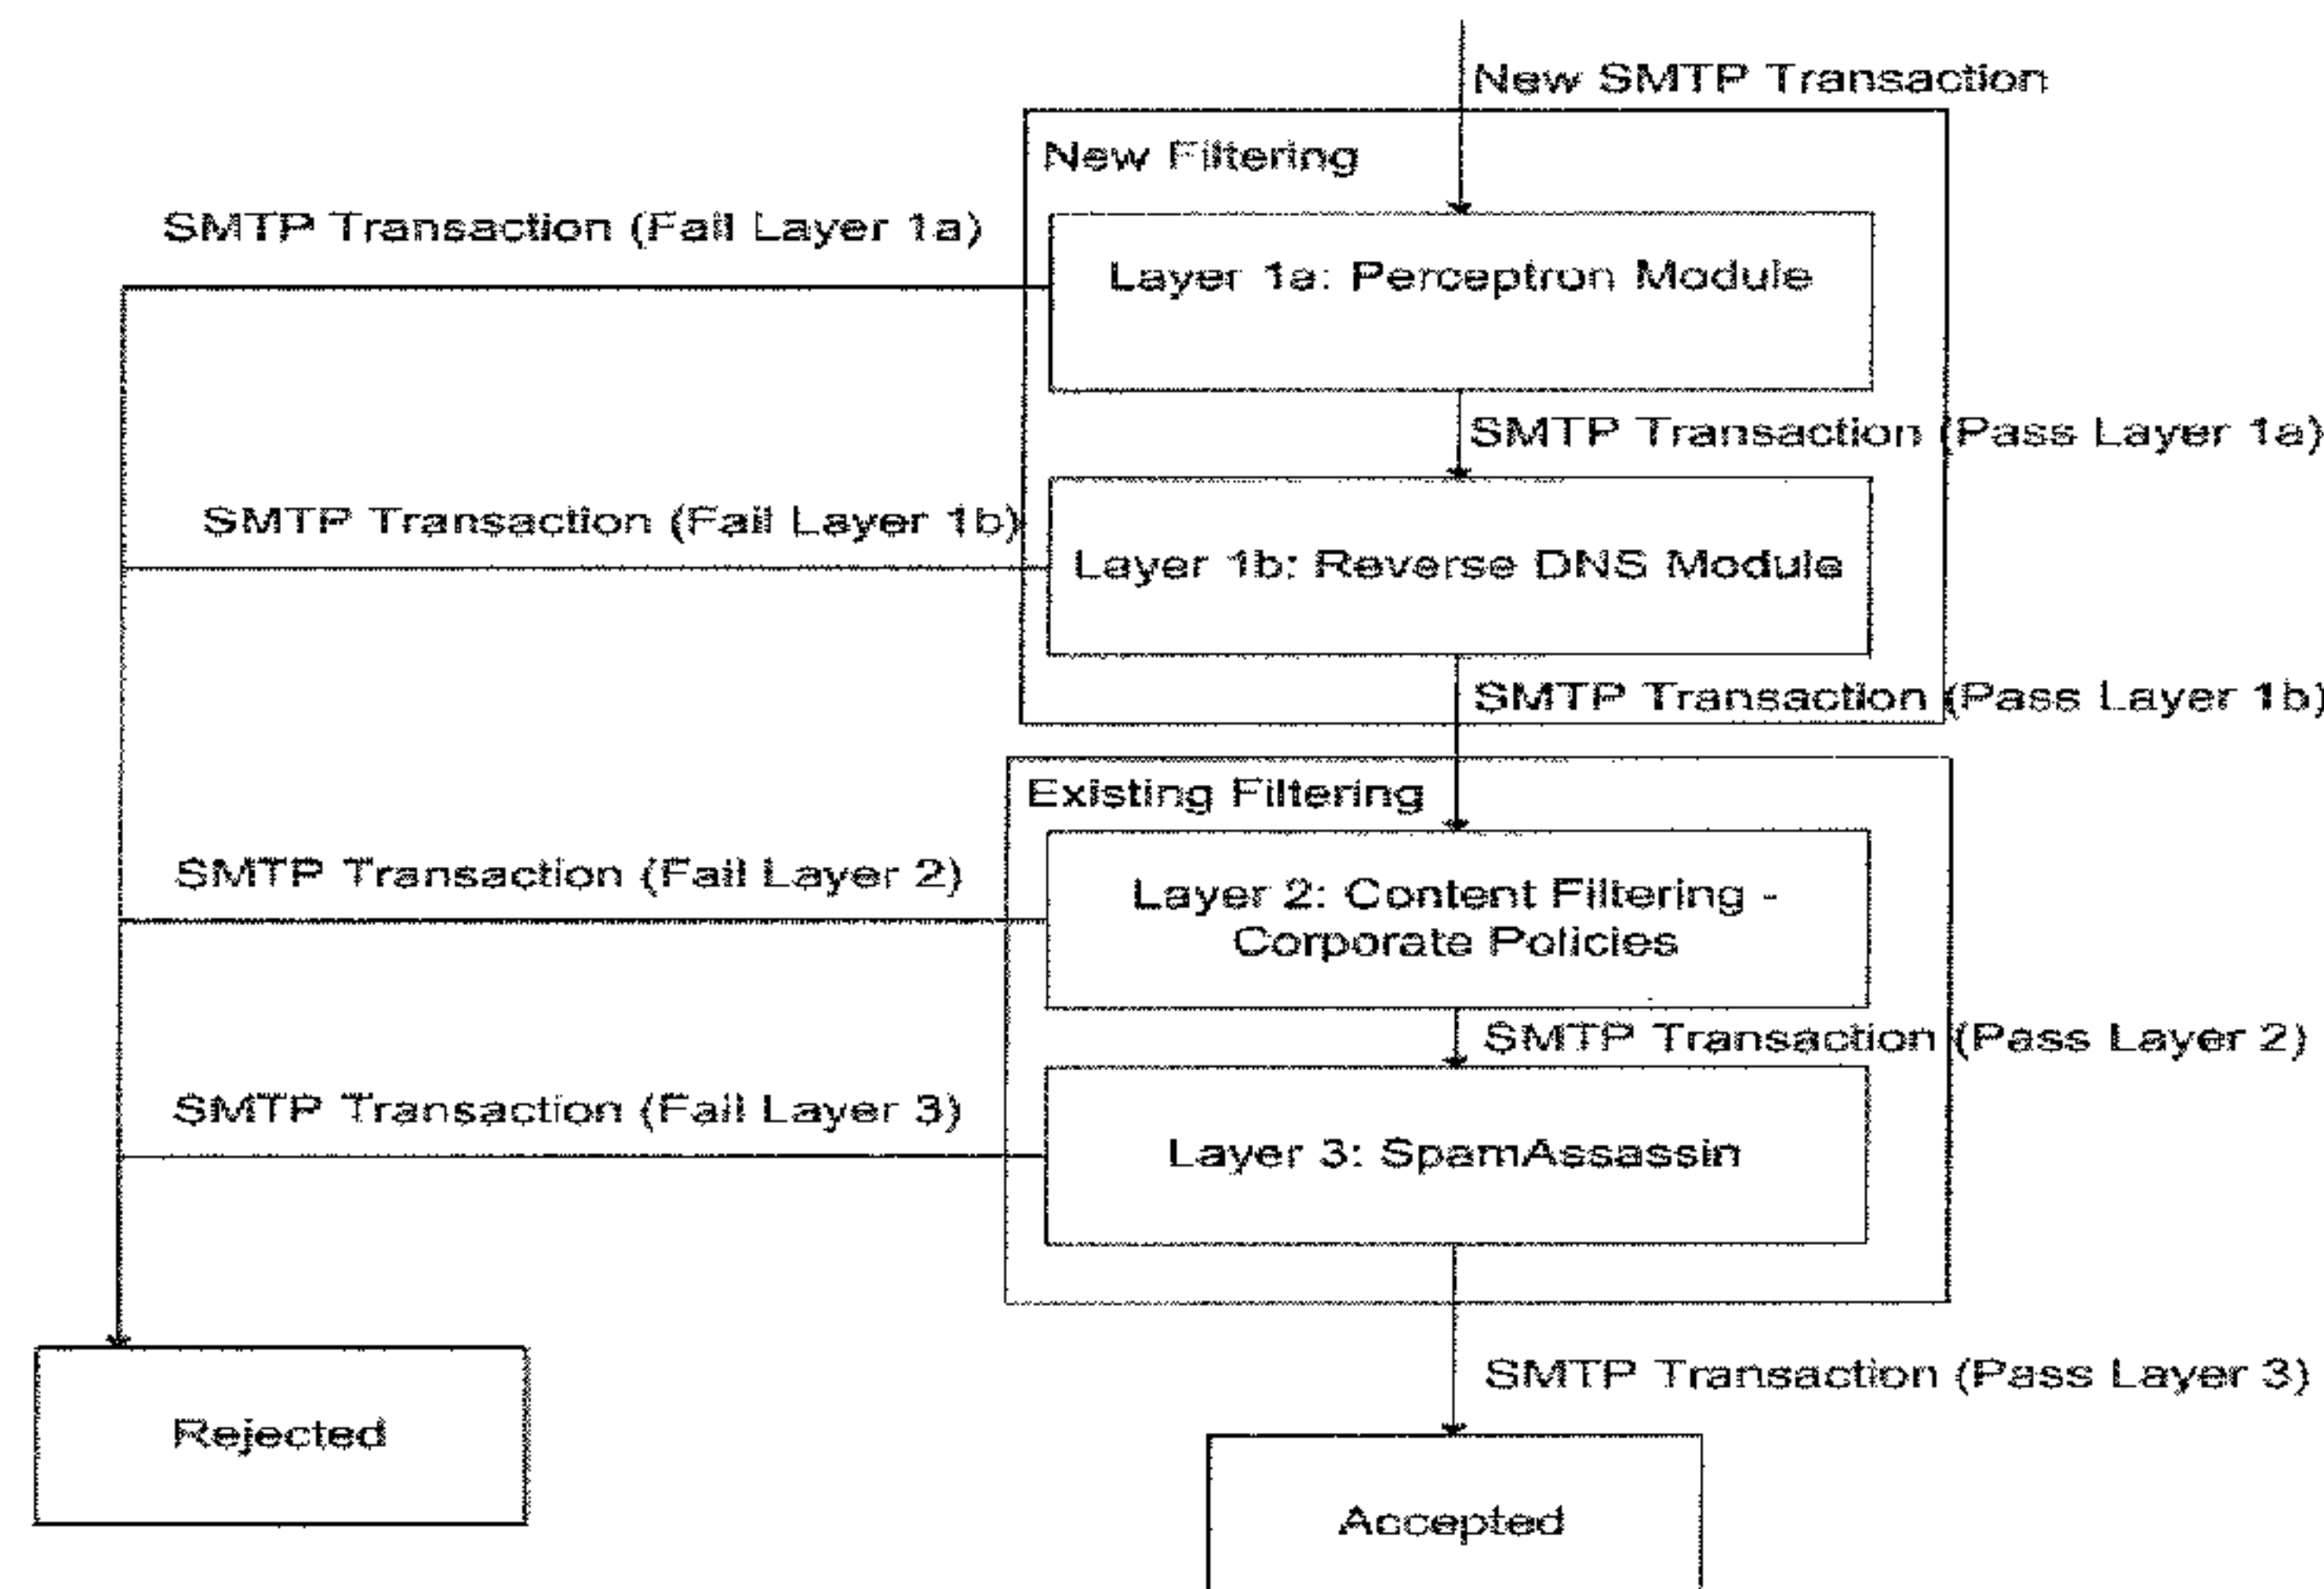 New SMTP Transaction
New Filtering
SMTP Transaction (Fail Layer 1a)
Layer 1a: Perceptron Module
SMTP Transaction (Pass Layer 1a)
SMTP Transaction (Fail Layer 1b)
Layer 1b: Reverse DNS Module
SMTP Transaction (Pass Layer 1b)
Existing Filtering
SMTP Transaction (Fail Layer 2)
Layer 2: Content Filtering -
Corporate Policies
SMTP Transaction (Pass Layer 2)
SMTP Transaction (Fail Layer 3)
Layer 3: SpamAssassin
SMTP Transaction (Pass Layer 3)
Rejected
Accepted